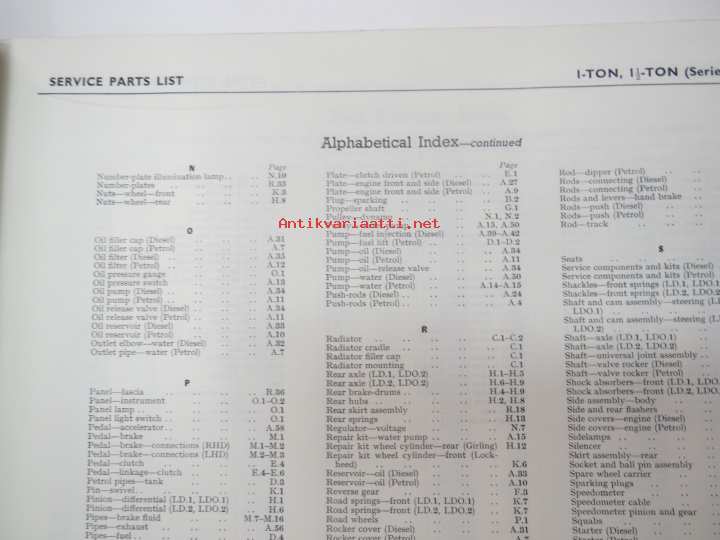 SERVICE PARTS LIST
1-TON, 1½-TON (Serie
Alphabetical Index—continued
N Page
Number-plate illumination lamp .. .. N.10
Number-plates .. .. .. .. R.33
Nuts—wheel—front .. .. .. K.3
Nuts—wheel—rear .. .. .. H.8
O
Oil filler cap (Diesel) .. .. .. A.31
Oil filler cap (Petrol) .. .. .. A.7
Oil filter (Diesel) .. .. .. A.35
Oil filter (Petrol) .. .. .. A.12
Oil pressure gauge .. .. .. O.1
Oil pressure switch .. .. .. A.13
Oil pump (Diesel) .. .. .. A.34
Oil pump (Petrol) .. .. .. A.11
Oil release valve (Diesel) .. .. .. A.34
Oil release valve (Petrol) .. .. .. A.11
Oil reservoir (Diesel) .. .. .. A.33
Oil reservoir (Petrol) .. .. .. A.10
Outlet elbow—water (Diesel) .. .. A.32
Outlet pipe—water (Petrol) .. .. A.7
P
Panel—fascia .. .. .. .. R.36
Panel—instrument .. .. .. O.1-O.2
Panel lamp .. .. .. .. O.1
Panel light switch .. .. .. O.1
Pedal—accelerator .. .. .. A.58
Pedal—brake .. .. .. .. M.1
Pedal—brake—connections (RHD) M.1-M.2
Pedal—brake—connections (LHD) M.2-M.3
Pedal—clutch .. .. .. .. E.4
Pedal—linkage—clutch .. .. E.4-E.6
Petrol pipes—tank .. .. .. D.3
Pin—swivel .. .. .. .. K.1
Pinion—differential (LD.1, LDO.1) .. H.1
Pinion—differential (LD.2, LDO.2) .. H.6
Pipes—brake fluid .. .. .. M.7-M.16
Pipes—exhaust .. .. .. .. A.56
Pipes—fuel .. .. .. .. D.4
Page
Plate—clutch driven (Petrol) .. .. E.1
Plate—engine front and side (Diesel) .. A.27
Plate—engine front and side (Petrol) .. A.9
Plug—sparking .. .. .. B.2
Propeller shaft .. .. .. .. G.1
Pulley—dynamo .. .. .. N.1, N.2
A.15, A.50
Antikvariaatti.net
Pump—fuel injection (Diesel) .. A.39-A.42
Pump—fuel lift (Petrol) .. .. D.1-D.2
Pump—oil (Diesel) .. .. .. A.34
Pump—oil (Petrol) .. .. .. A.11
Pump—oil—release valve .. .. A.34
Pump—water (Diesel) .. .. .. A.50
Pump—water (Petrol) .. .. A.14-A.15
Push-rods (Diesel) .. .. .. A.24
Push-rods (Petrol) .. .. .. A.4
R
Radiator .. .. .. .. C.1-C.2
Radiator cradle .. .. .. C.1
Radiator filler cap .. .. .. C.1
Radiator mounting .. .. .. C.1
Rear axle (LD.1, LDO.1) .. .. H.1-H.5
Rear axle (LD.2, LDO.2) .. .. H.6-H.9
Rear brake-drums .. .. .. H.4-H.9
Rear hubs .. .. .. .. H.2, H.8
Rear skirt assembly .. .. .. R.18
Rear springs .. .. .. .. H.13
Regulator—voltage .. .. .. N.7
Repair kit—water pump .. .. A.15
Repair kit wheel cylinder—rear (Girling) H.12
Repair kit wheel cylinder—front (Lock-
heed) .. .. .. .. K.6
Reservoir—oil (Diesel) .. .. A.33
Reservoir—oil (Petrol) .. .. A.10
Reverse gear .. .. .. .. F.3
Road springs—front (LD.1, LDO.1) .. K.7
Road springs—front (LD.2, LDO.2) .. K.7
Road wheels .. .. .. .. P.1
Rocker cover (Diesel) .. .. .. A.31
Rocker cover (Petrol) .. .. .. A.7
Rod—dipper (Petrol) .. ..
Rods—connecting (Diesel) ..
Rods—connecting (Petrol) ..
Rods and levers—hand brake ..
Rods—push (Diesel) .. ..
Rods—push (Petrol) .. ..
Rod—track .. .. ..
S
Seats .. .. .. ..
Service components and kits (Diesel)
Service components and kits (Petrol)
Shackles—front springs (LD.1, LDO.1)
Shackles—front springs (LD.2, LDO.2)
Shaft and cam assembly—steering (LD
LDO.1) .. .. ..
Shaft and cam assembly—steering (LD
LDO.2) .. .. ..
Shaft—axle (LD.1, LDO.1) ..
Shaft—axle (LD.2, LDO.2) ..
Shaft—universal joint assembly ..
Shaft—valve rocker (Diesel) ..
Shaft—valve rocker (Petrol) ..
Shock absorbers—front (LD.1, LDO.1)
Shock absorbers—front (LD.2, LDO.2)
Side assembly—body ..
Side and rear flashers ..
Side covers—engine (Diesel) ..
Side covers—engine (Petrol) ..
Sidelamps .. ..
Silencer .. ..
Skirt assembly—rear ..
Socket and ball pin assembly ..
Spare wheel carrier ..
Sparking plugs ..
Speedometer ..
Speedometer cable ..
Speedometer pinion and gear ..
Squabs ..
Starter (Diesel) ..
Starter (Petrol) ..